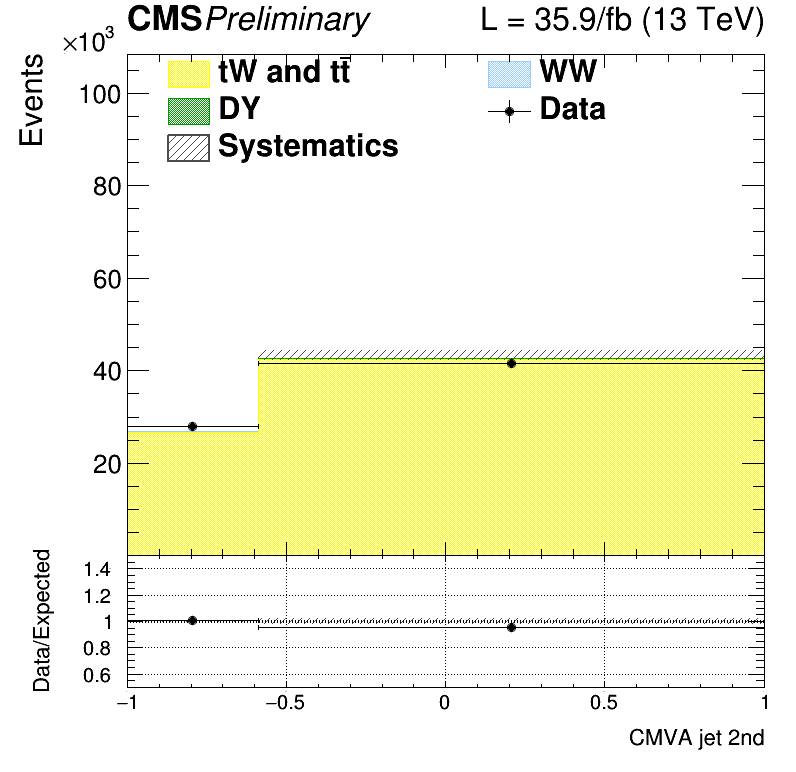 CMS Preliminary L = 35.9/fb (13 TeV)
×10³
Events
tW and tt̄ WW
DY Data
Systematics
100
80
60
40
20
Data/Expected
1.4
1.2
1
0.8
0.6
−1 −0.5 0 0.5 1
CMVA jet 2nd